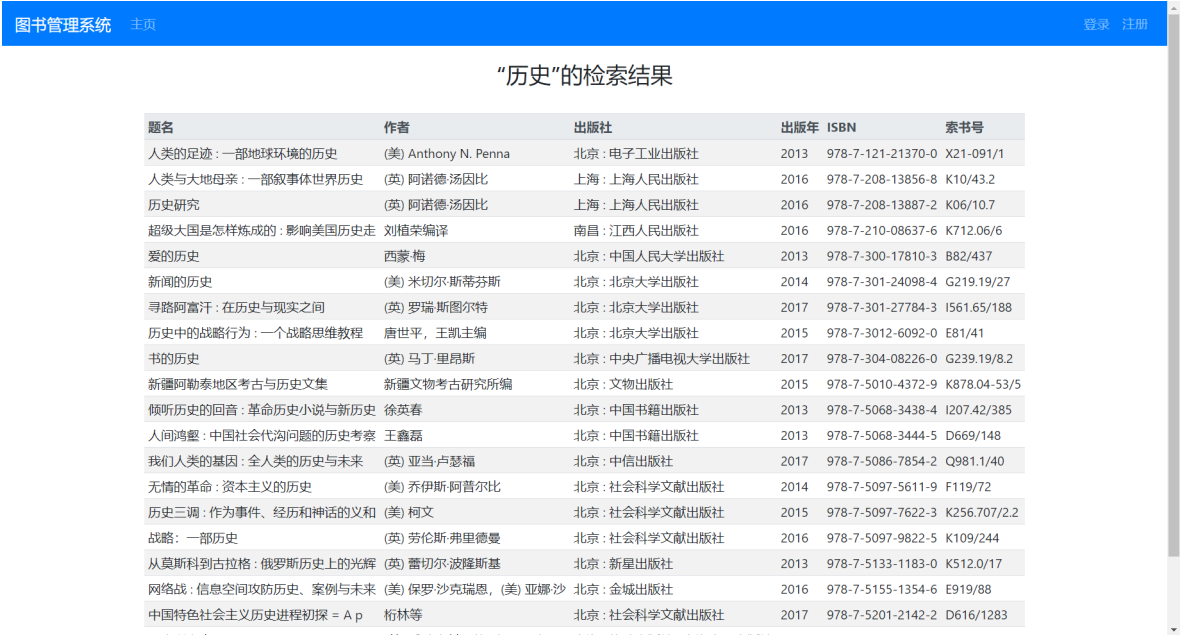 图书管理系统 主页 登录 注册
“历史”的检索结果
题名 作者 出版社 出版年 ISBN 索书号
人类的足迹 : 一部地球环境的历史 (美) Anthony N. Penna 北京 : 电子工业出版社 2013 978-7-121-21370-0 X21-091/1
人类与大地母亲 : 一部叙事体世界历史 (英) 阿诺德·汤因比 上海 : 上海人民出版社 2016 978-7-208-13856-8 K10/43.2
历史研究 (英) 阿诺德·汤因比 上海 : 上海人民出版社 2016 978-7-208-13887-2 K06/10.7
超级大国是怎样炼成的 : 影响美国历史走 刘植荣编译 南昌 : 江西人民出版社 2016 978-7-210-08637-6 K712.06/6
爱的历史 西蒙·梅 北京 : 中国人民大学出版社 2013 978-7-300-17810-3 B82/437
新闻的历史 (美) 米切尔·斯蒂芬斯 北京 : 北京大学出版社 2014 978-7-301-24098-4 G219.19/27
寻路阿富汗 : 在历史与现实之间 (英) 罗瑞·斯图尔特 北京 : 北京大学出版社 2017 978-7-301-27784-3 I561.65/188
历史中的战略行为 : 一个战略思维教程 唐世平，王凯主编 北京 : 北京大学出版社 2015 978-7-3012-6092-0 E81/41
书的历史 (英) 马丁·里昂斯 北京 : 中央广播电视大学出版社 2017 978-7-304-08226-0 G239.19/8.2
新疆阿勒泰地区考古与历史文集 新疆文物考古研究所编 北京 : 文物出版社 2015 978-7-5010-4372-9 K878.04-53/5
倾听历史的回音 : 革命历史小说与新历史 徐英春 北京 : 中国书籍出版社 2013 978-7-5068-3438-4 I207.42/385
人间鸿壑 : 中国社会代沟问题的历史考察 王鑫磊 北京 : 中国书籍出版社 2013 978-7-5068-3444-5 D669/148
我们人类的基因 : 全人类的历史与未来 (英) 亚当·卢瑟福 北京 : 中信出版社 2017 978-7-5086-7854-2 Q981.1/40
无情的革命 : 资本主义的历史 (美) 乔伊斯·阿普尔比 北京 : 社会科学文献出版社 2014 978-7-5097-5611-9 F119/72
历史三调 : 作为事件、经历和神话的义和 (美) 柯文 北京 : 社会科学文献出版社 2015 978-7-5097-7622-3 K256.707/2.2
战略：一部历史 (英) 劳伦斯·弗里德曼 北京 : 社会科学文献出版社 2016 978-7-5097-9822-5 K109/244
从莫斯科到古拉格 : 俄罗斯历史上的光辉 (英) 蕾切尔·波隆斯基 北京 : 新星出版社 2013 978-7-5133-1183-0 K512.0/17
网络战 : 信息空间攻防历史、案例与未来 (美) 保罗·沙克瑞恩，(美) 亚娜·沙 北京 : 金城出版社 2016 978-7-5155-1354-6 E919/88
中国特色社会主义历史进程初探 = A p 桁林等 北京 : 社会科学文献出版社 2017 978-7-5201-2142-2 D616/1283